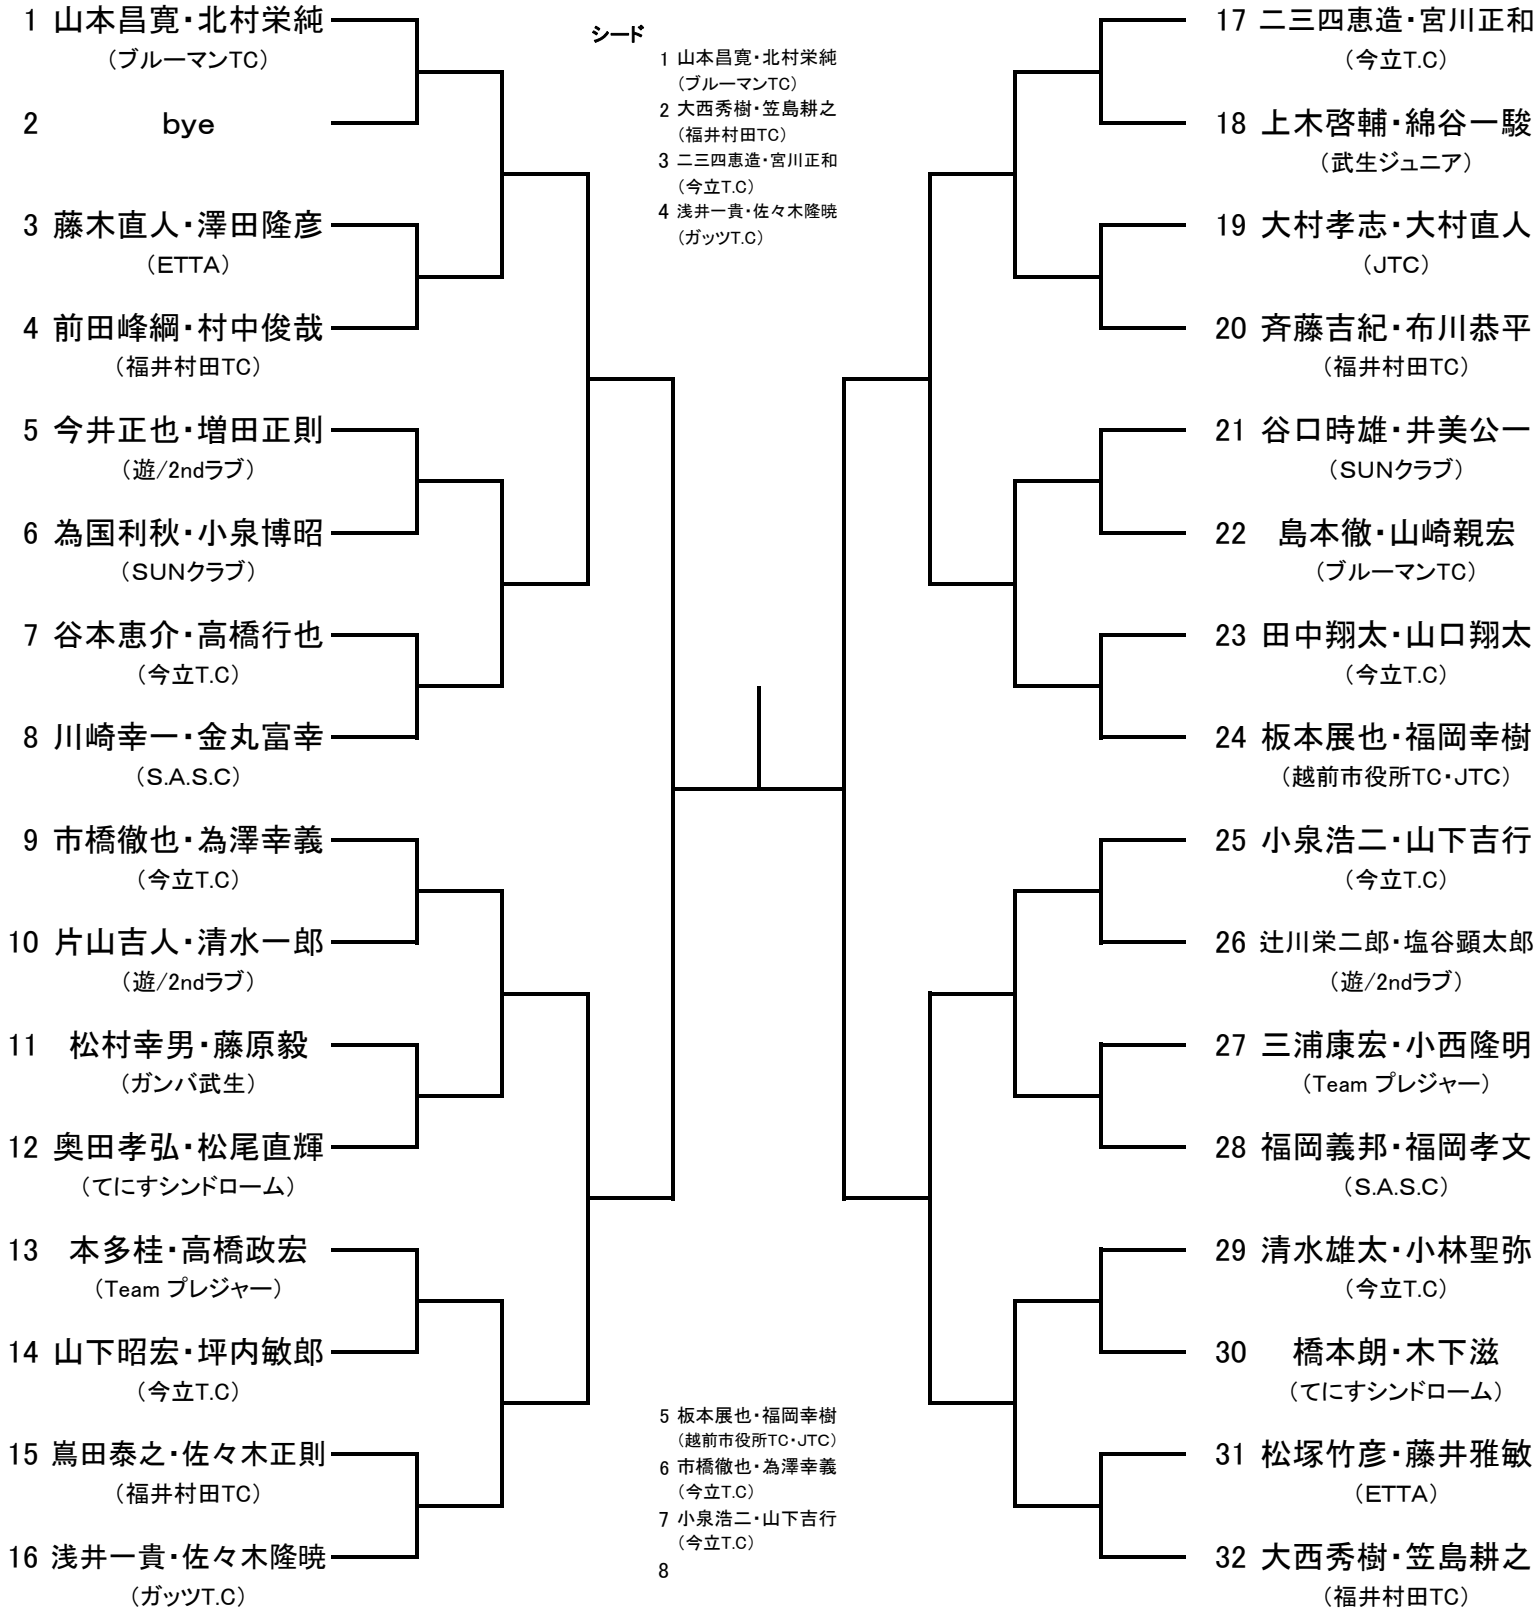 1 山本昌寛・北村栄純
（ブルーマンTC）
2 bye
3 藤木直人・澤田隆彦
（ETTA）
4 前田峰綱・村中俊哉
（福井村田TC）
5 今井正也・増田正則
（遊/2ndラブ）
6 為国利秋・小泉博昭
（SUNクラブ）
7 谷本恵介・高橋行也
（今立T.C）
8 川崎幸一・金丸富幸
（S.A.S.C）
9 市橋徹也・為澤幸義
（今立T.C）
10 片山吉人・清水一郎
（遊/2ndラブ）
11 松村幸男・藤原毅
（ガンバ武生）
12 奥田孝弘・松尾直輝
（てにすシンドローム）
13 本多桂・高橋政宏
（Team プレジャー）
14 山下昭宏・坪内敏郎
（今立T.C）
15 嶌田泰之・佐々木正則
（福井村田TC）
16 浅井一貴・佐々木隆暁
（ガッツT.C）
シード
1 山本昌寛・北村栄純
（ブルーマンTC）
2 大西秀樹・笠島耕之
（福井村田TC）
3 二三四恵造・宮川正和
（今立T.C）
4 浅井一貴・佐々木隆暁
（ガッツT.C）
5 板本展也・福岡幸樹
（越前市役所TC・JTC）
6 市橋徹也・為澤幸義
（今立T.C）
7 小泉浩二・山下吉行
（今立T.C）
8
17 二三四恵造・宮川正和
（今立T.C）
18 上木啓輔・綿谷一駿
（武生ジュニア）
19 大村孝志・大村直人
（JTC）
20 斉藤吉紀・布川恭平
（福井村田TC）
21 谷口時雄・井美公一
（SUNクラブ）
22 島本徹・山崎親宏
（ブルーマンTC）
23 田中翔太・山口翔太
（今立T.C）
24 板本展也・福岡幸樹
（越前市役所TC・JTC）
25 小泉浩二・山下吉行
（今立T.C）
26 辻川栄二郎・塩谷顕太郎
（遊/2ndラブ）
27 三浦康宏・小西隆明
（Team プレジャー）
28 福岡義邦・福岡孝文
（S.A.S.C）
29 清水雄太・小林聖弥
（今立T.C）
30 橋本朗・木下滋
（てにすシンドローム）
31 松塚竹彦・藤井雅敏
（ETTA）
32 大西秀樹・笠島耕之
（福井村田TC）